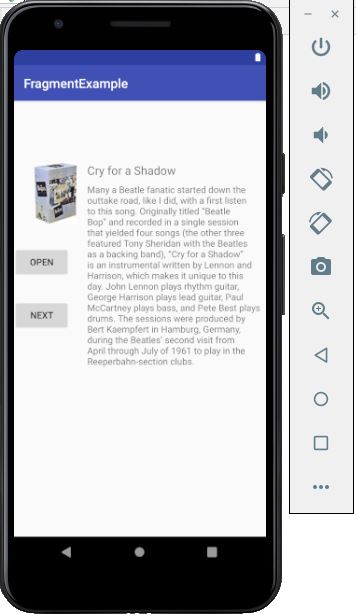 FragmentExample
Cry for a Shadow
Many a Beatle fanatic started down the
outtake road, like I did, with a first listen
to this song. Originally titled "Beatle
Bop" and recorded in a single session
that yielded four songs (the other three
featured Tony Sheridan with the Beatles
as a backing band), "Cry for a Shadow"
is an instrumental written by Lennon and
Harrison, which makes it unique to this
day. John Lennon plays rhythm guitar,
George Harrison plays lead guitar, Paul
McCartney plays bass, and Pete Best plays
drums. The sessions were produced by
Bert Kaempfert in Hamburg, Germany,
during the Beatles' second visit from
April through July of 1961 to play in the
Reeperbahn-section clubs.
OPEN
NEXT